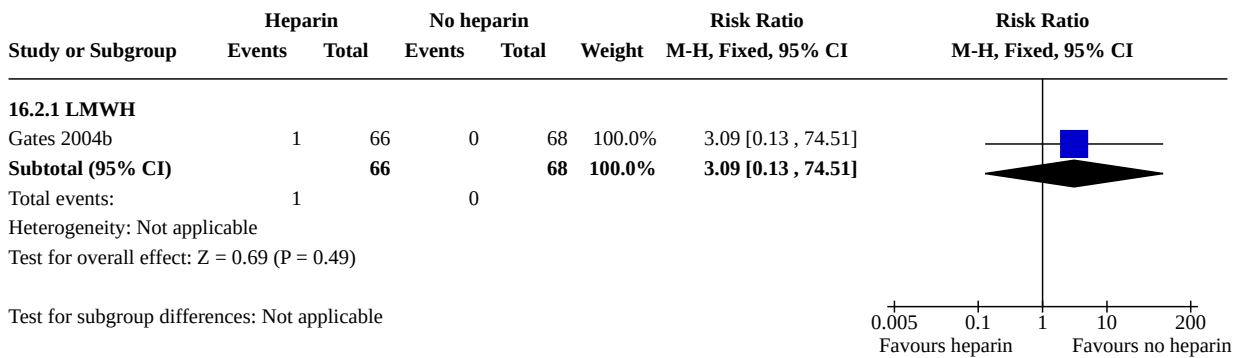 Heparin No heparin Risk Ratio Risk Ratio
Study or Subgroup Events Total Events Total Weight M-H, Fixed, 95% CI M-H, Fixed, 95% CI
16.2.1 LMWH
Gates 2004b 1 66 0 68 100.0% 3.09 [0.13 , 74.51]
Subtotal (95% CI) 66 68 100.0% 3.09 [0.13 , 74.51]
Total events: 1 0
Heterogeneity: Not applicable
Test for overall effect: Z = 0.69 (P = 0.49)
Test for subgroup differences: Not applicable
0.005 0.1 1 10 200
Favours heparin Favours no heparin